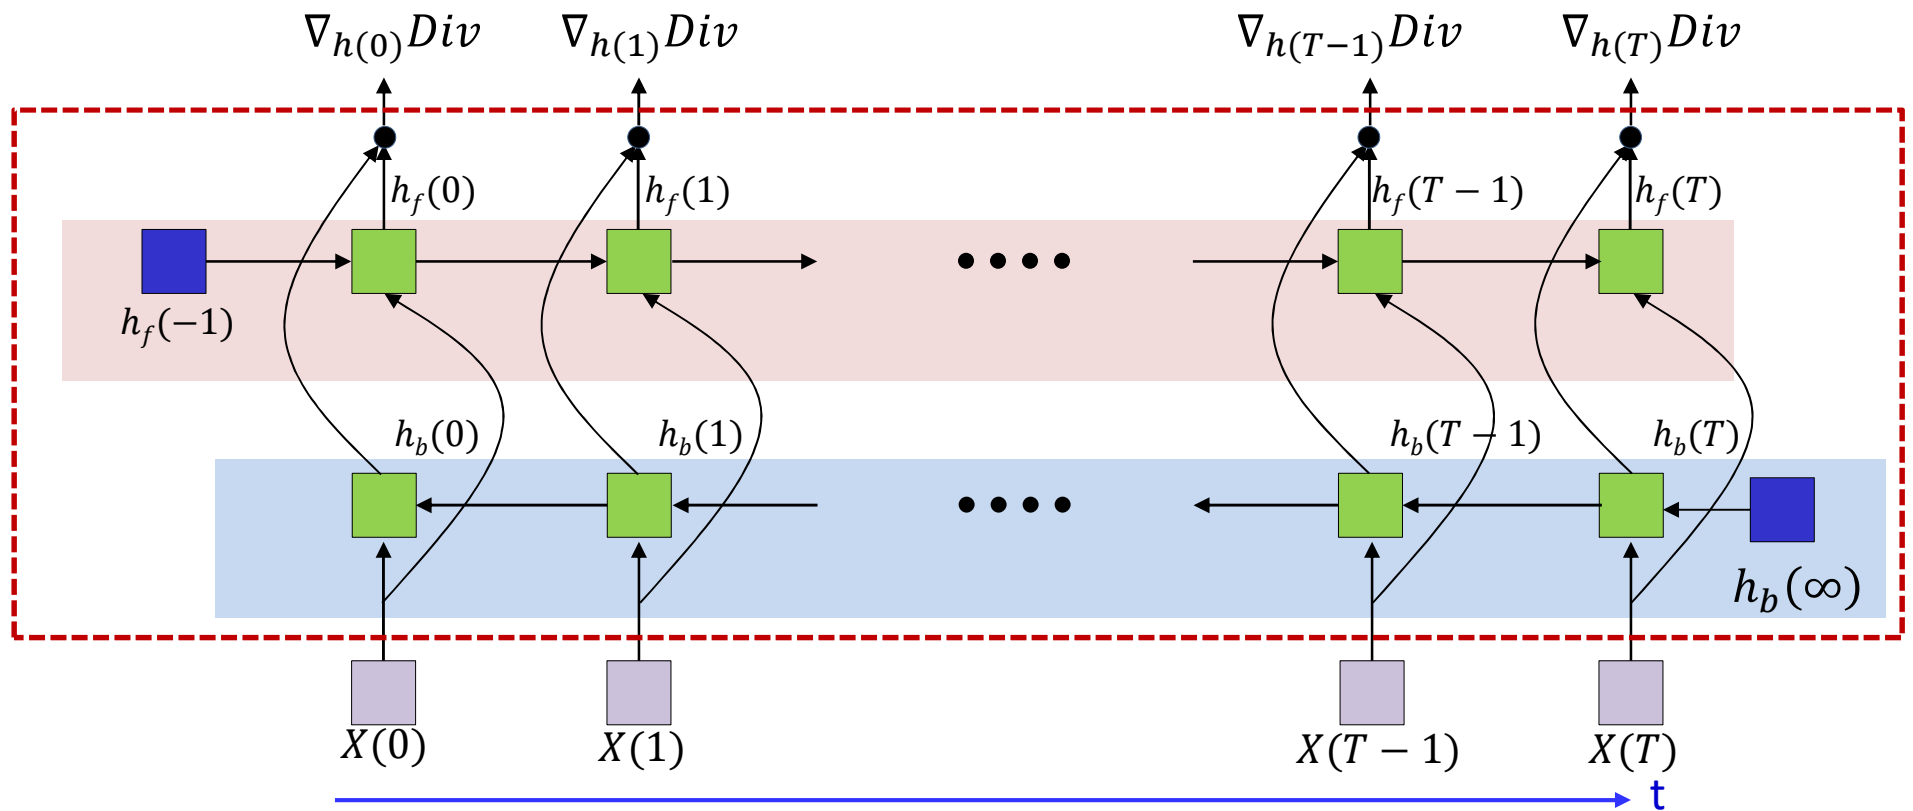 ∇h(0)Div ∇h(1)Div ∇h(T−1)Div ∇h(T)Div
hf(0) hf(1) hf(T − 1) hf(T)
hf(−1)
hb(0) hb(1) hb(T − 1) hb(T)
hb(∞)
X(0) X(1) X(T − 1) X(T)
t